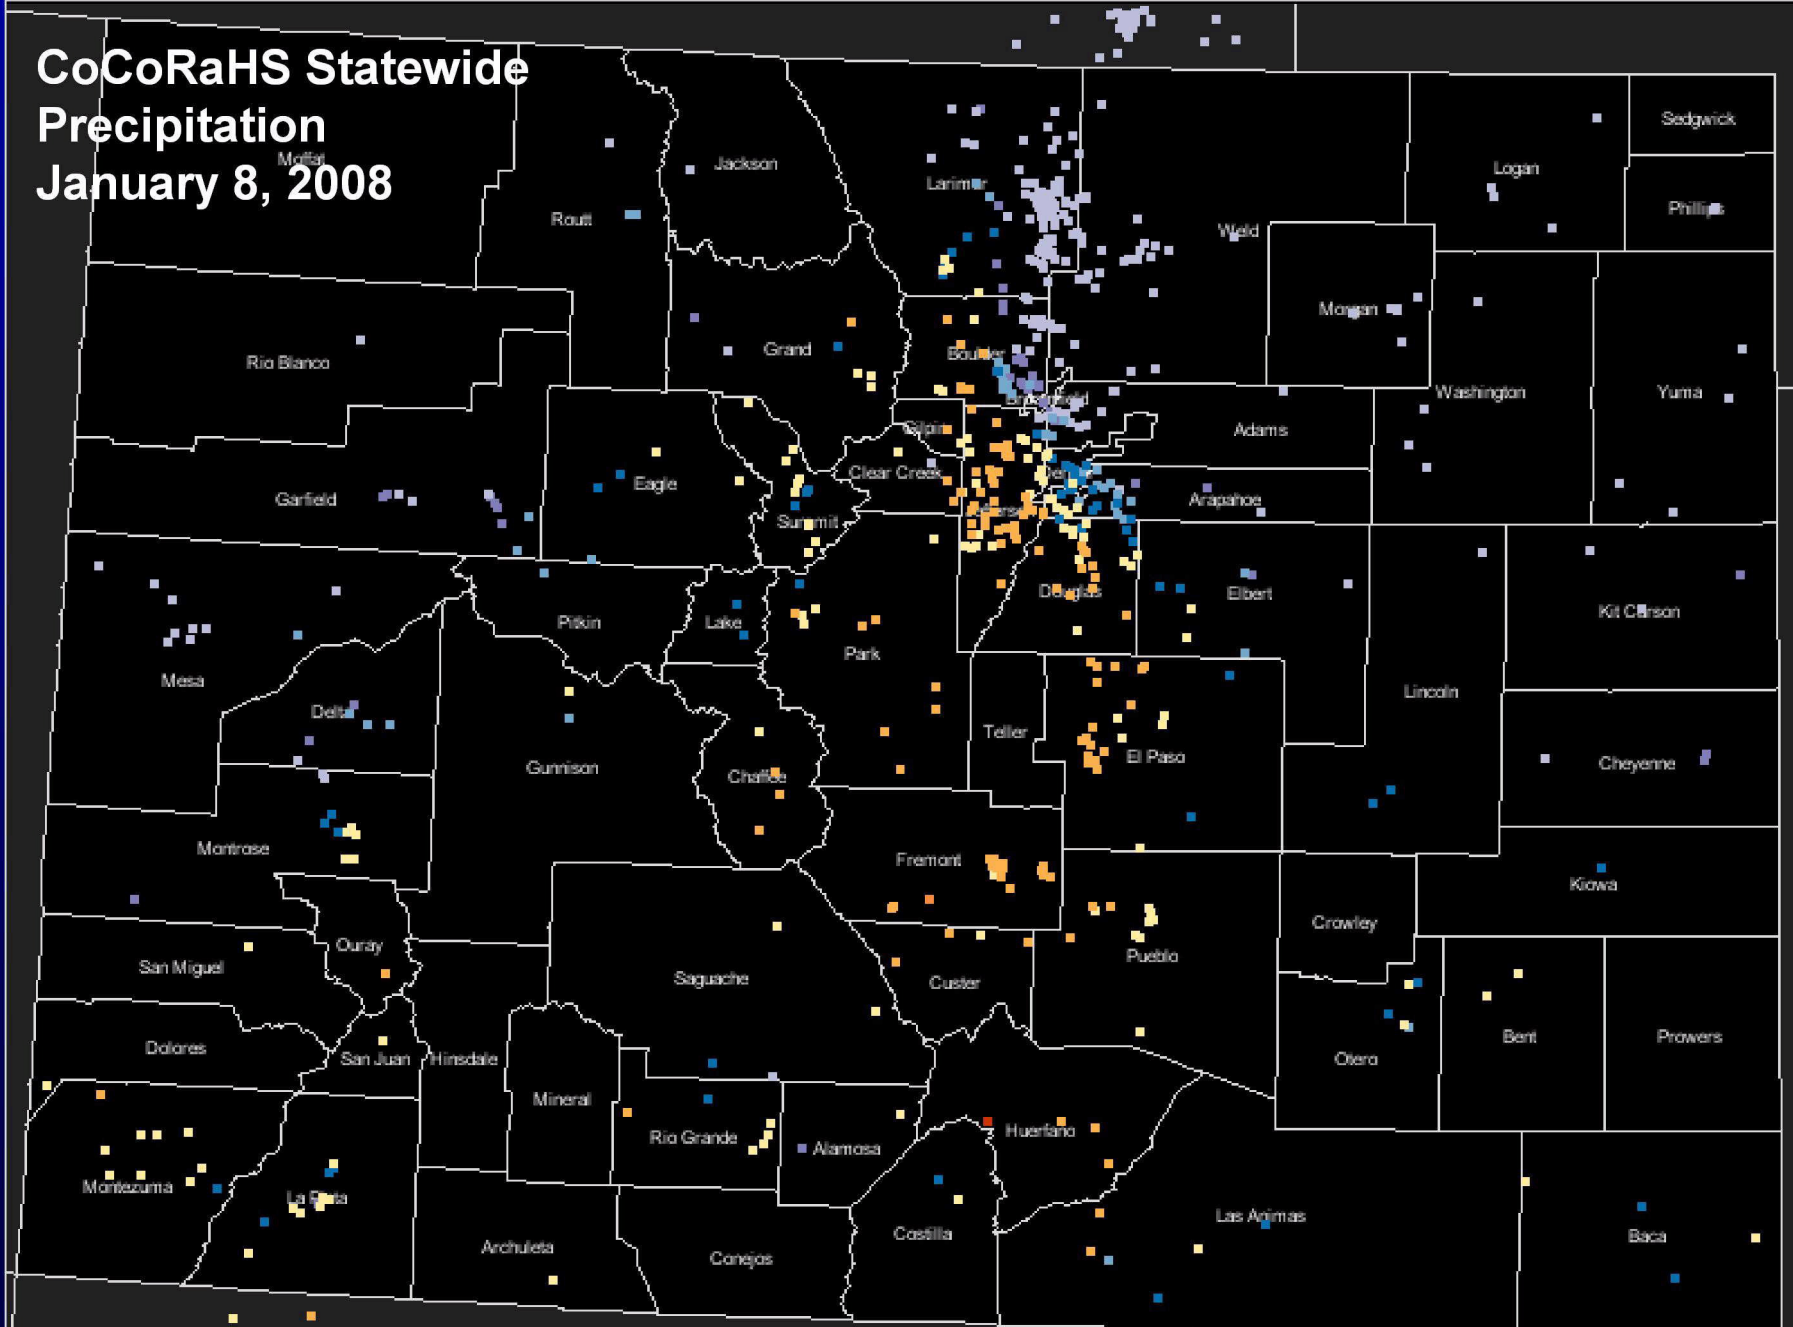 CoCoRaHS Statewide
Precipitation
January 8, 2008
Moffat
Routt
Jackson
Larimer
Weld
Logan
Sedgwick
Phillips
Morgan
Rio Blanco
Grand
Boulder
Broomfield
Washington
Yuma
Gilpin
Adams
Garfield
Eagle
Clear Creek
Summit
Denver
Arapahoe
Jefferson
Pitkin
Lake
Park
Douglas
Elbert
Kit Carson
Mesa
Delta
Gunnison
Chaffee
Teller
El Paso
Lincoln
Cheyenne
Montrose
Fremont
Kiowa
Crowley
Ouray
San Miguel
Saguache
Custer
Pueblo
Dolores
San Juan
Hinsdale
Otero
Bent
Prowers
Mineral
Rio Grande
Alamosa
Huerfano
Montezuma
La Plata
Archuleta
Conejos
Costilla
Las Animas
Baca